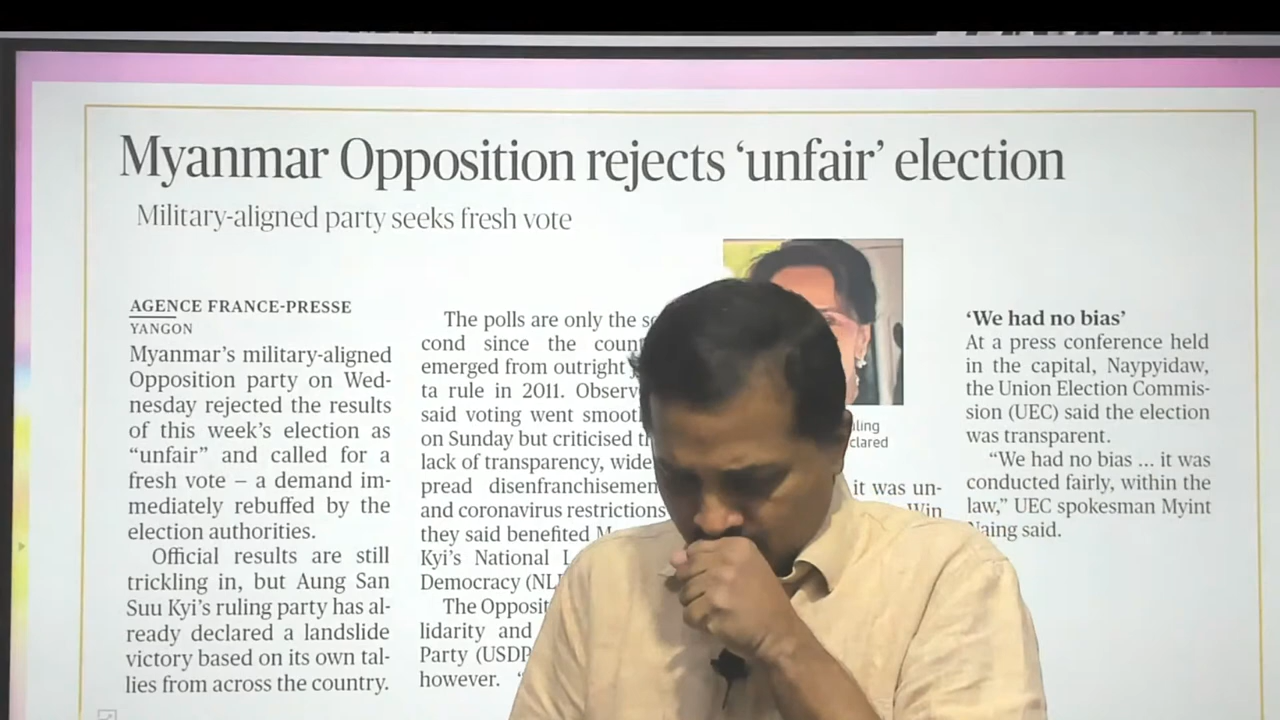 Myanmar Opposition rejects ‘unfair’ election
Military-aligned party seeks fresh vote
AGENCE FRANCE-PRESSE
YANGON
Myanmar’s military-aligned
Opposition party on Wed-
nesday rejected the results
of this week’s election as
“unfair” and called for a
fresh vote – a demand im-
mediately rebuffed by the
election authorities.
Official results are still
trickling in, but Aung San
Suu Kyi’s ruling party has al-
ready declared a landslide
victory based on its own tal-
lies from across the country.
The polls are only the
cond since the
emerged from outright
ta rule in 2011.
said voting went
on Sunday but criticised
lack of transparency,
pread
and coronavirus restrictions
they said benefited
Kyi’s National
Democracy
The
lidarity and
Party (USDP
however.
it was un-
Win
‘We had no bias’
At a press conference held
in the capital, Naypyidaw,
the Union Election Commis-
sion (UEC) said the election
was transparent.
“We had no bias ... it was
conducted fairly, within the
law,” UEC spokesman Myint
Naing said.